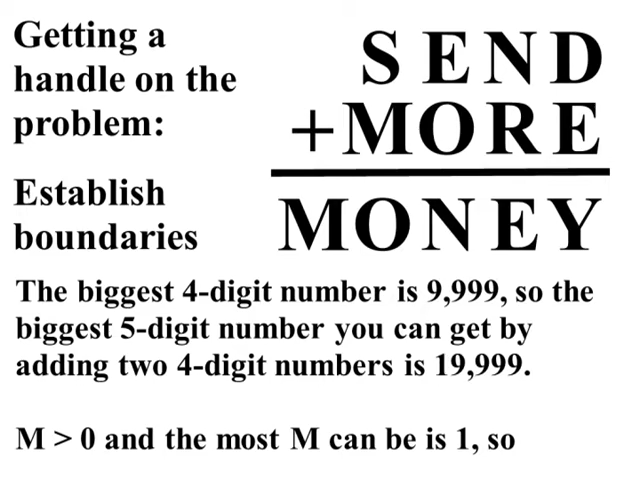 Getting a
handle on the
problem:
Establish
boundaries
SEND
+MORE
MONEY
The biggest 4-digit number is 9,999, so the
biggest 5-digit number you can get by
adding two 4-digit numbers is 19,999.
M > 0 and the most M can be is 1, so